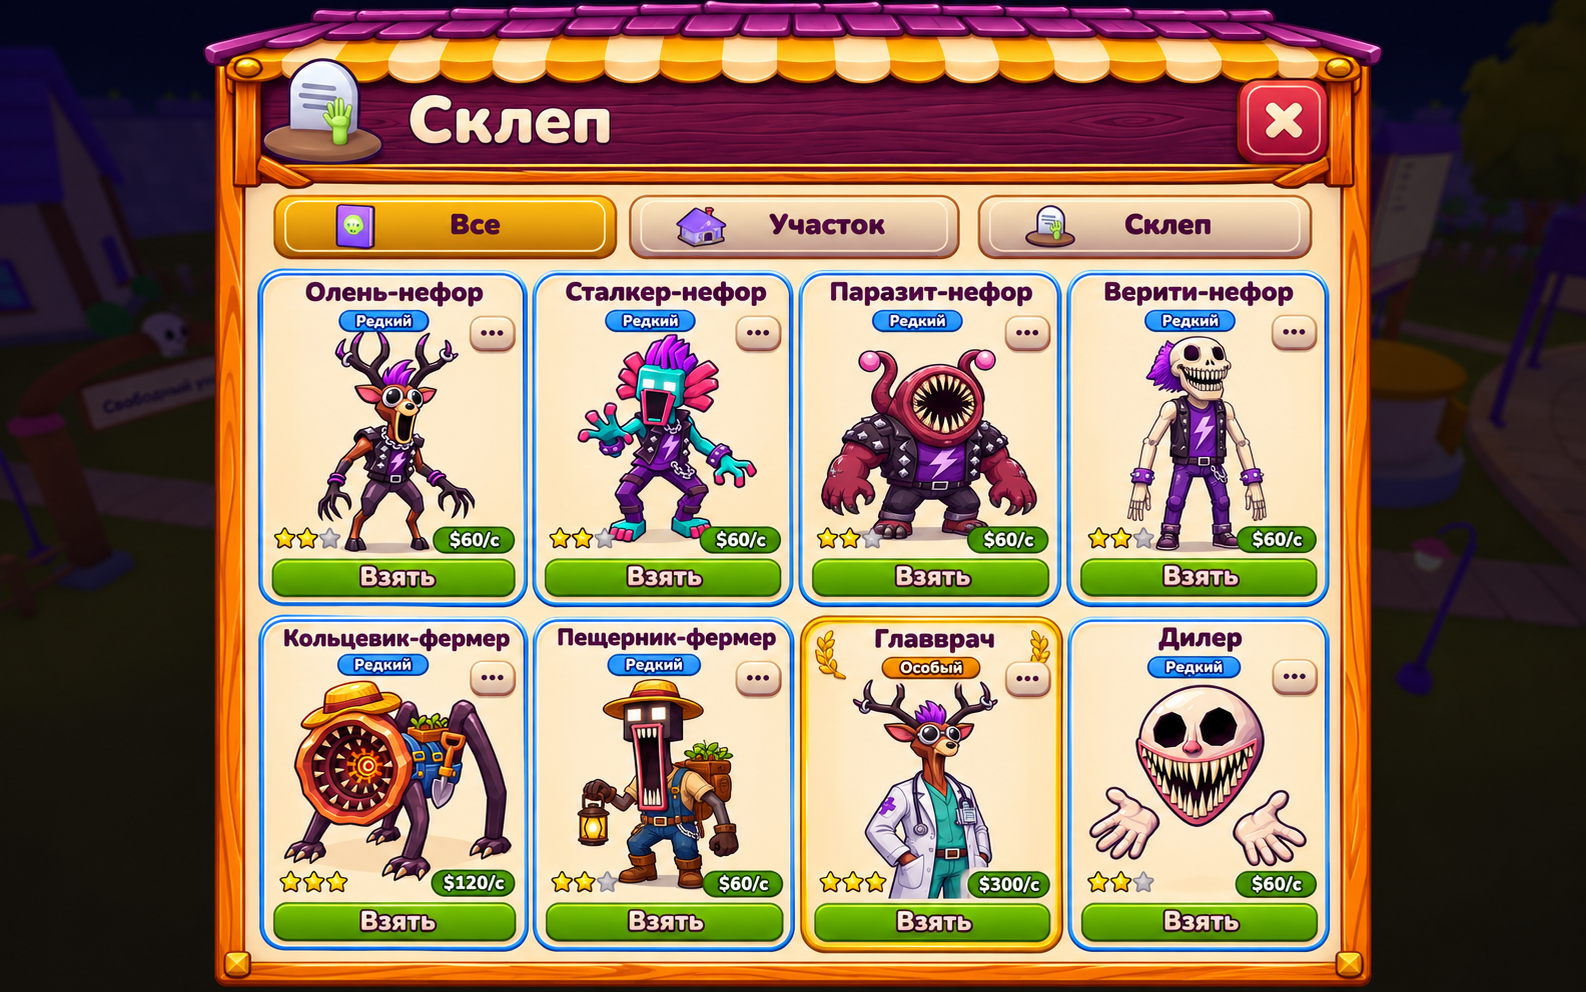 Склеп
Все
Участок
Склеп
Олень-нефор
Редкий
...
$60/с
Взять
Сталкер-нефор
Редкий
...
$60/с
Взять
Паразит-нефор
Редкий
...
$60/с
Взять
Верити-нефор
Редкий
...
$60/с
Взять
Кольцевик-фермер
Редкий
...
$120/с
Взять
Пещерник-фермер
Редкий
...
$60/с
Взять
Главврач
Особый
...
$300/с
Взять
Дилер
Редкий
...
$60/с
Взять
Свободный